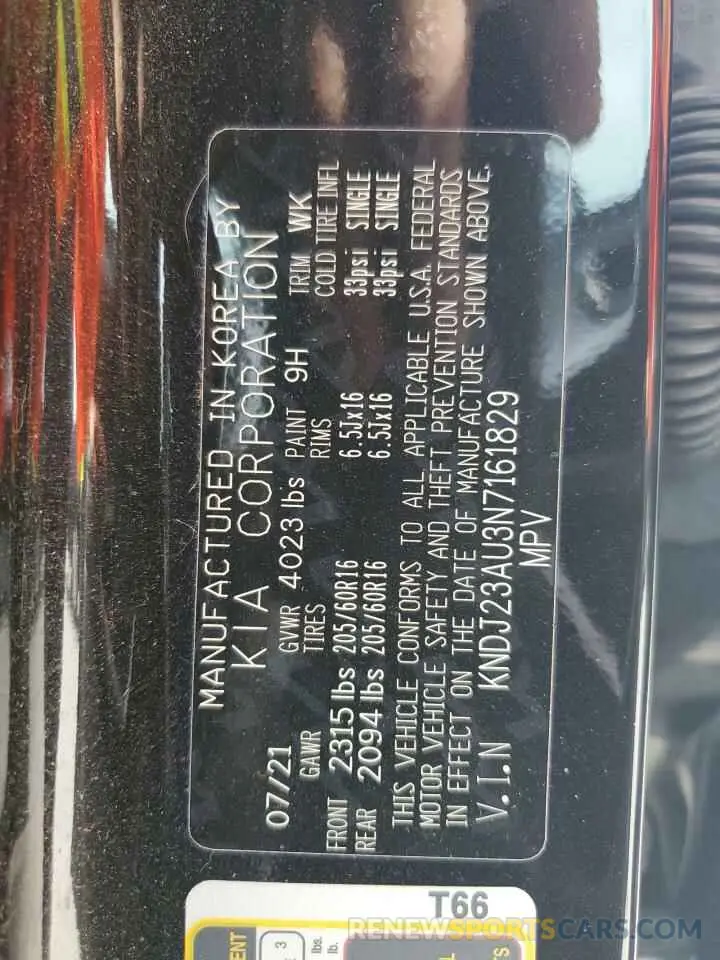 MANUFACTURED IN KOREA BY
KIA CORPORATION
07/21 GVWR 4023 lbs PAINT 9H TRIM WK
GAWR TIRES RIMS COLD TIRE INFL
FRONT 2315 lbs 205/60R16 6.5Jx16 33psi SINGLE
REAR 2094 lbs 205/60R16 6.5Jx16 33psi SINGLE
THIS VEHICLE CONFORMS TO ALL APPLICABLE U.S.A. FEDERAL
MOTOR VEHICLE SAFETY AND THEFT PREVENTION STANDARDS
IN EFFECT ON THE DATE OF MANUFACTURE SHOWN ABOVE.
V.I.N KNDJ23AU3N7161829
MPV
T66
3
lbs.
lb.
RENEWSPORTSCARS.COM